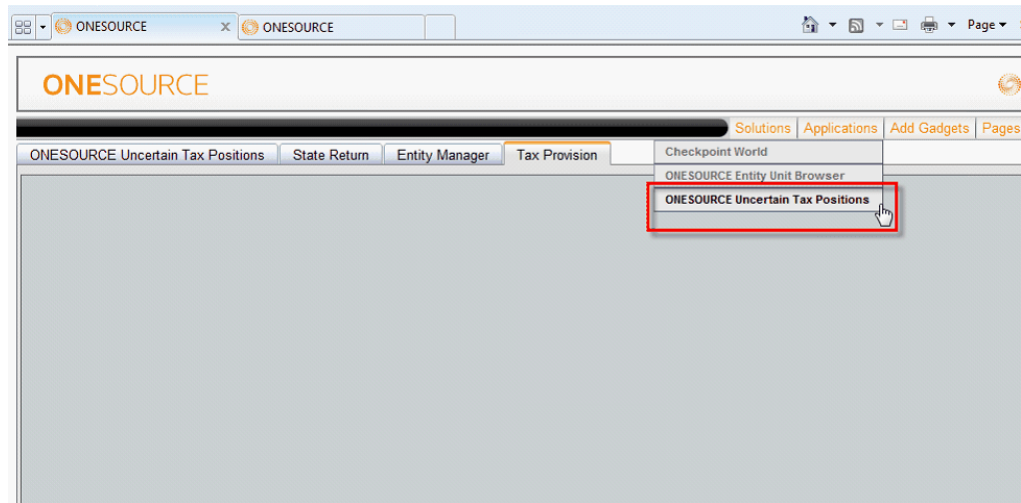 ONESOURCE x ONESOURCE Page
ONESOURCE
Solutions Applications Add Gadgets Pages
ONESOURCE Uncertain Tax Positions State Return Entity Manager Tax Provision
Checkpoint World
ONESOURCE Entity Unit Browser
ONESOURCE Uncertain Tax Positions